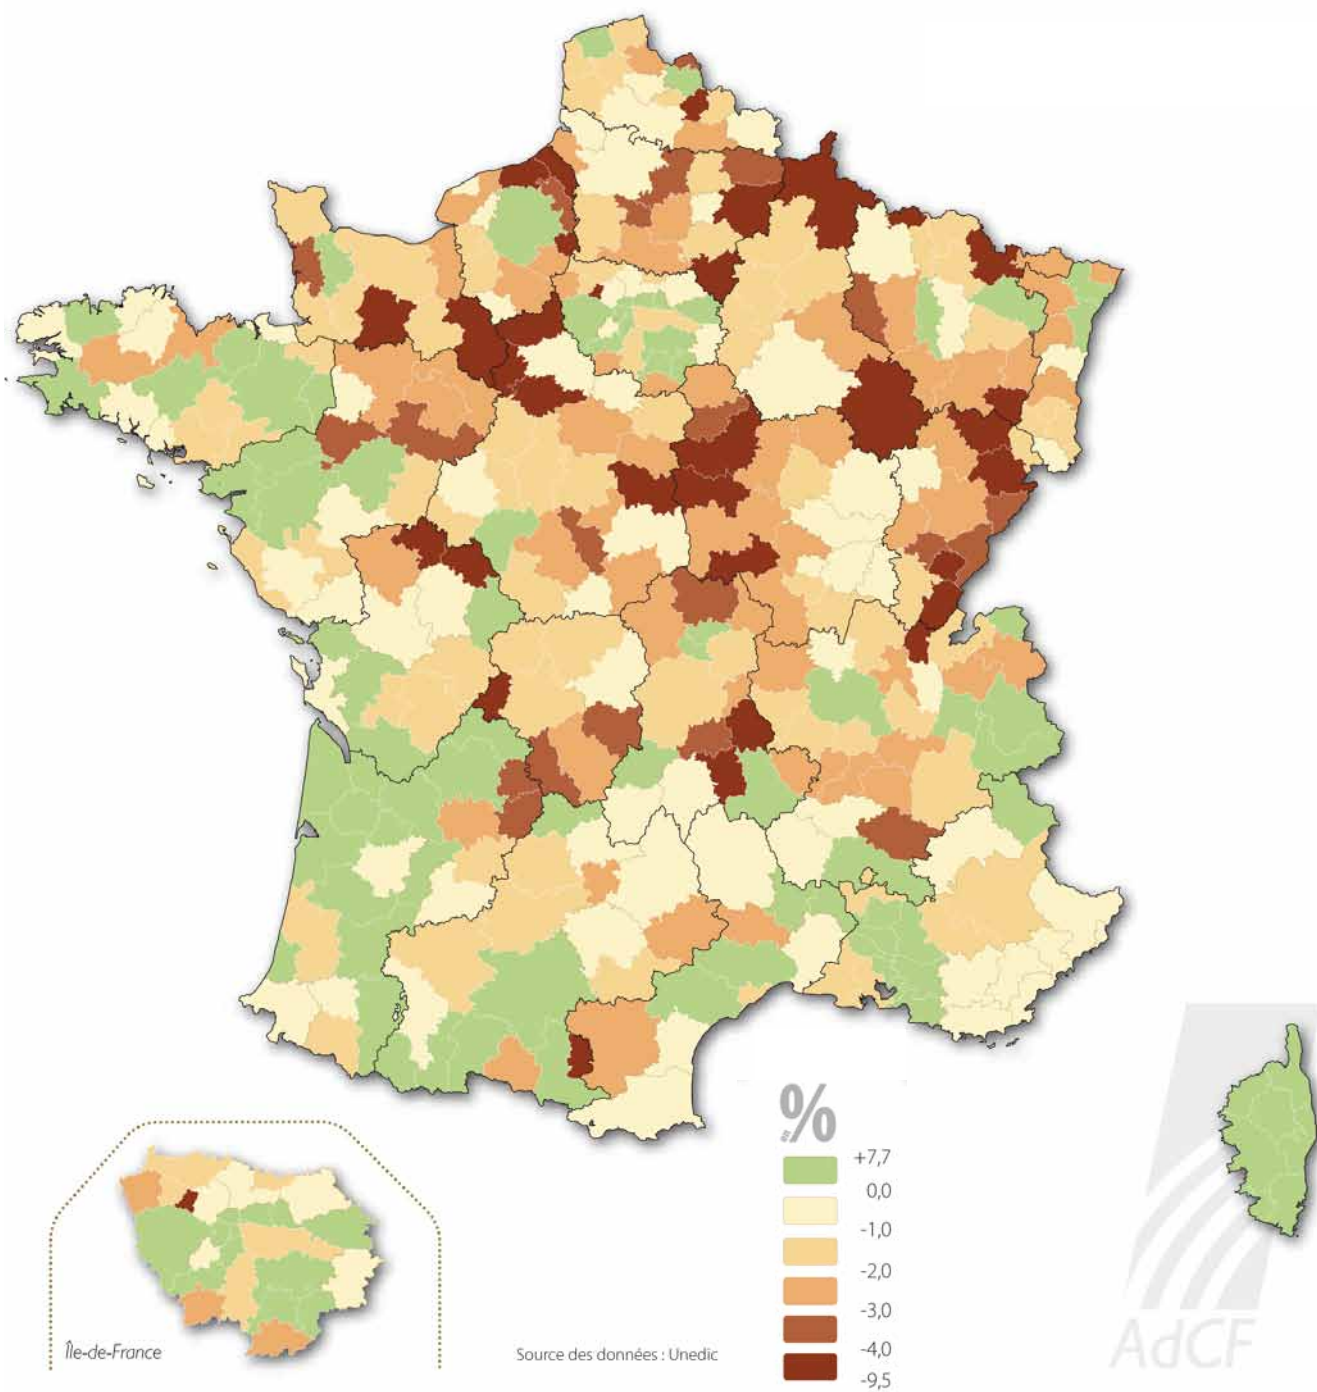 en %
+7,7
0,0
-1,0
-2,0
-3,0
-4,0
-9,5
Île-de-France
Source des données : Unedic
AdCF